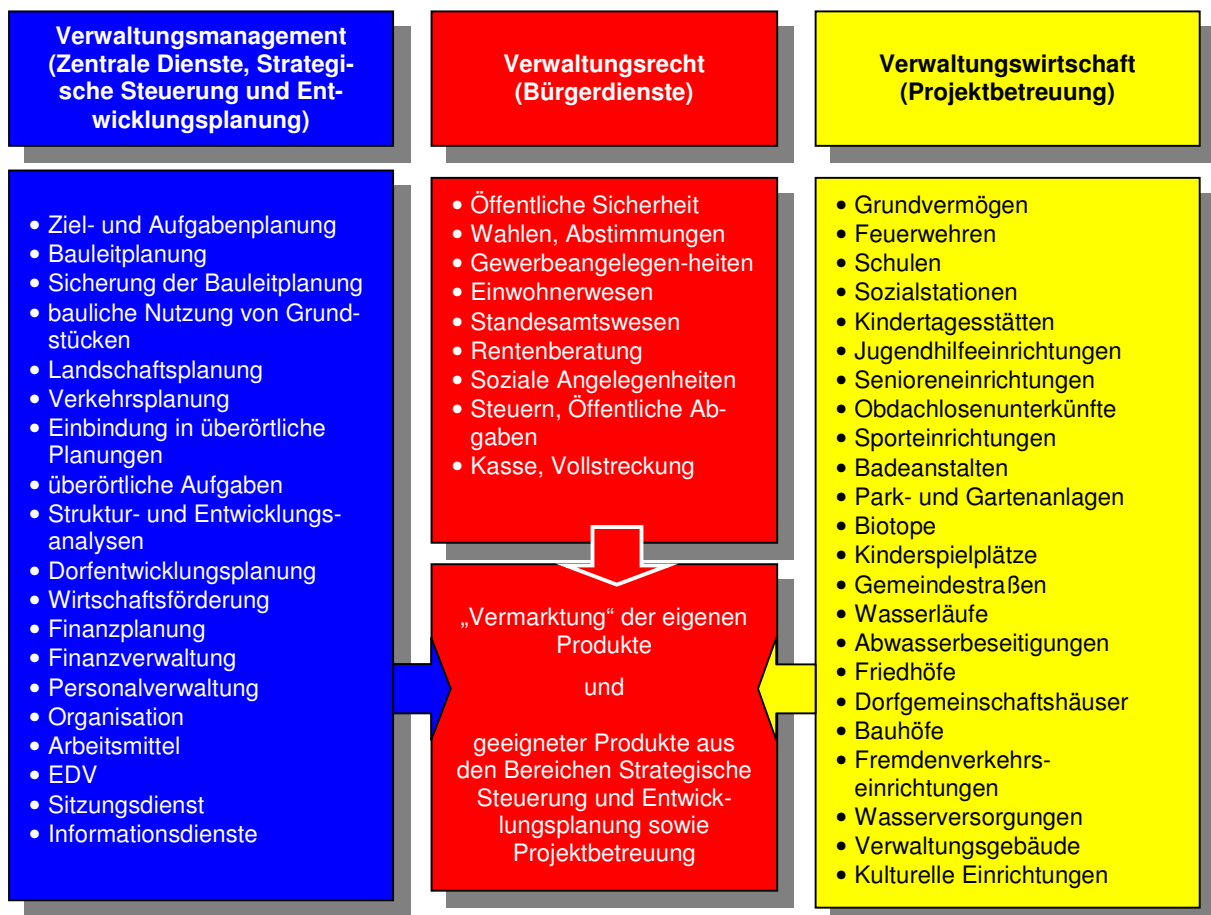 Verwaltungsmanagement
(Zentrale Dienste, Strategi-
sche Steuerung und Ent-
wicklungsplanung)
Verwaltungsrecht
(Bürgerdienste)
Verwaltungswirtschaft
(Projektbetreuung)
• Ziel- und Aufgabenplanung
• Bauleitplanung
• Sicherung der Bauleitplanung
• bauliche Nutzung von Grund-
stücken
• Landschaftsplanung
• Verkehrsplanung
• Einbindung in überörtliche
Planungen
• überörtliche Aufgaben
• Struktur- und Entwicklungs-
analysen
• Dorfentwicklungsplanung
• Wirtschaftsförderung
• Finanzplanung
• Finanzverwaltung
• Personalverwaltung
• Organisation
• Arbeitsmittel
• EDV
• Sitzungsdienst
• Informationsdienste
• Öffentliche Sicherheit
• Wahlen, Abstimmungen
• Gewerbeangelegen-heiten
• Einwohnerwesen
• Standesamtswesen
• Rentenberatung
• Soziale Angelegenheiten
• Steuern, Öffentliche Ab-
gaben
• Kasse, Vollstreckung
„Vermarktung“ der eigenen
Produkte
und
geeigneter Produkte aus
den Bereichen Strategische
Steuerung und Entwick-
lungsplanung sowie
Projektbetreuung
• Grundvermögen
• Feuerwehren
• Schulen
• Sozialstationen
• Kindertagesstätten
• Jugendhilfeeinrichtungen
• Senioreneinrichtungen
• Obdachlosenunterkünfte
• Sporteinrichtungen
• Badeanstalten
• Park- und Gartenanlagen
• Biotope
• Kinderspielplätze
• Gemeindestraßen
• Wasserläufe
• Abwasserbeseitigungen
• Friedhöfe
• Dorfgemeinschaftshäuser
• Bauhöfe
• Fremdenverkehrs-
einrichtungen
• Wasserversorgungen
• Verwaltungsgebäude
• Kulturelle Einrichtungen